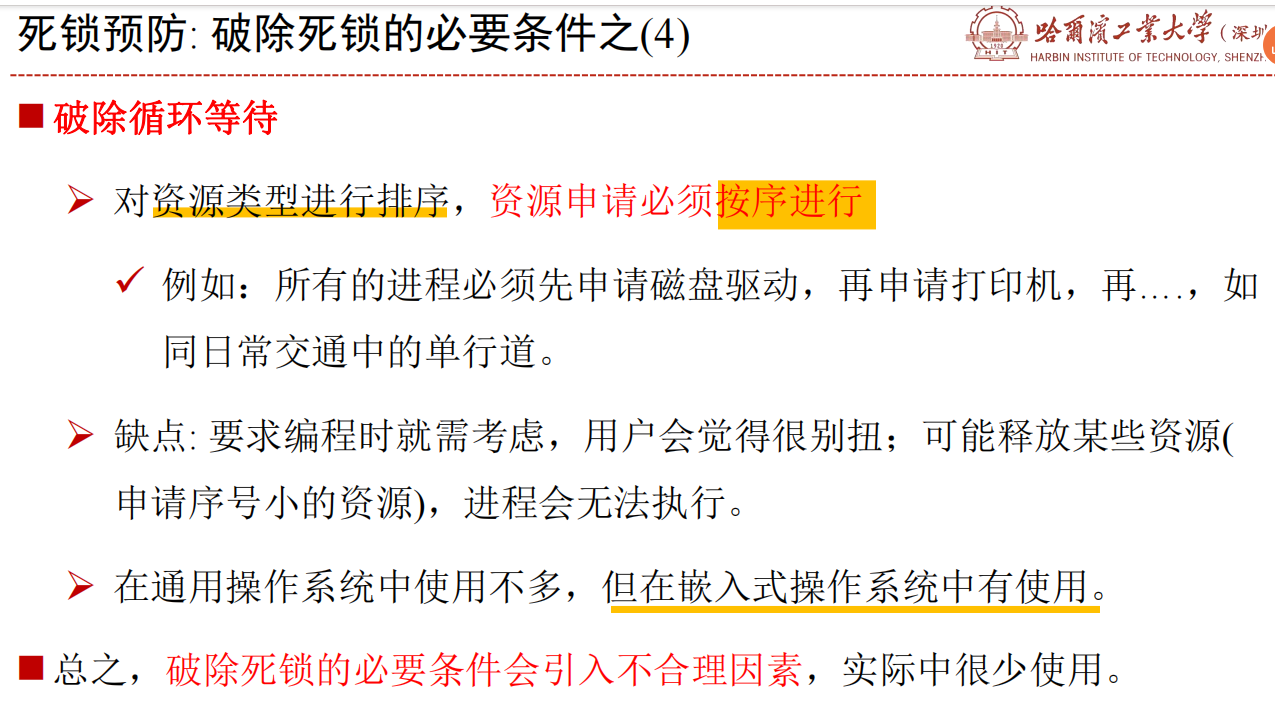 死锁预防: 破除死锁的必要条件之(4)
哈爾濱工業大學(深圳
HARBIN INSTITUTE OF TECHNOLOGY, SHENZH
1920
HIT
■ 破除循环等待
➢ 对资源类型进行排序，资源申请必须按序进行
✓ 例如：所有的进程必须先申请磁盘驱动，再申请打印机，再….，如
同日常交通中的单行道。
➢ 缺点: 要求编程时就需考虑，用户会觉得很别扭；可能释放某些资源(
申请序号小的资源)，进程会无法执行。
➢ 在通用操作系统中使用不多，但在嵌入式操作系统中有使用。
■ 总之，破除死锁的必要条件会引入不合理因素，实际中很少使用。